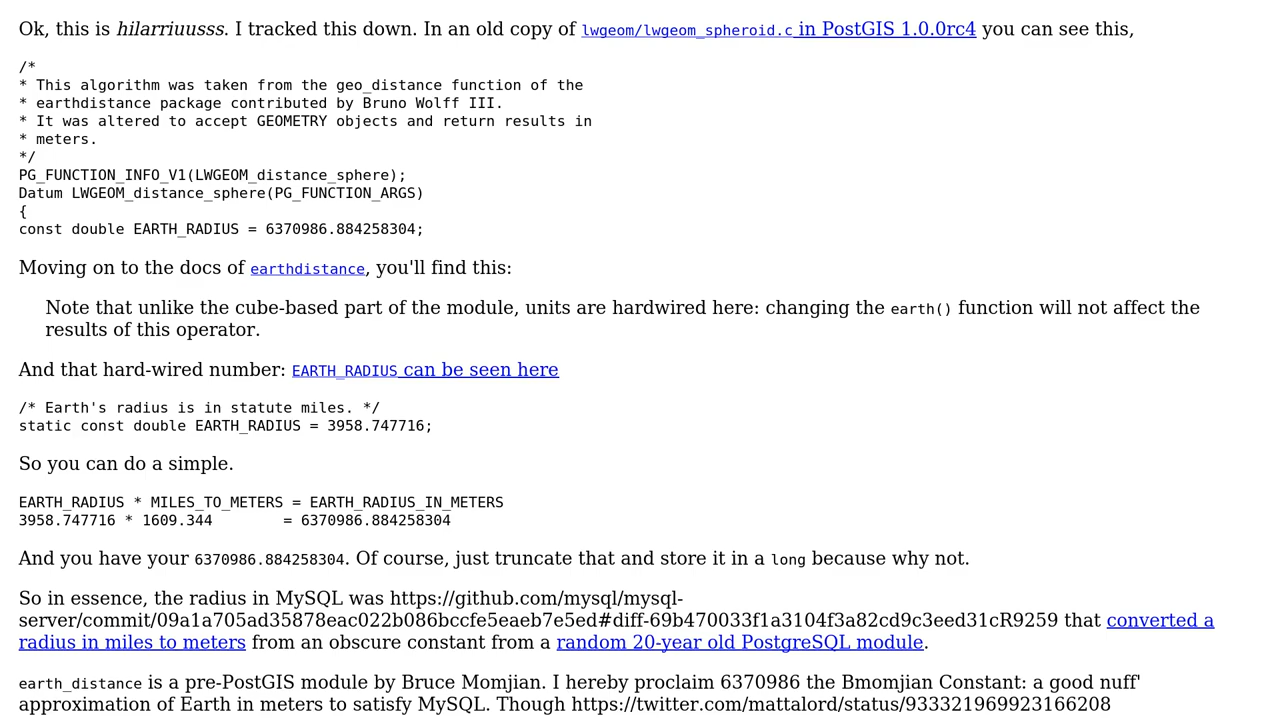 Ok, this is hilarriuusss. I tracked this down. In an old copy of lwgeom/lwgeom_spheroid.c in PostGIS 1.0.0rc4 you can see this,
/*
* This algorithm was taken from the geo_distance function of the
* earthdistance package contributed by Bruno Wolff III.
* It was altered to accept GEOMETRY objects and return results in
* meters.
*/
PG_FUNCTION_INFO_V1(LWGEOM_distance_sphere);
Datum LWGEOM_distance_sphere(PG_FUNCTION_ARGS)
{
const double EARTH_RADIUS = 6370986.884258304;
Moving on to the docs of earthdistance, you'll find this:
Note that unlike the cube-based part of the module, units are hardwired here: changing the earth() function will not affect the
results of this operator.
And that hard-wired number: EARTH_RADIUS can be seen here
/* Earth's radius is in statute miles. */
static const double EARTH_RADIUS = 3958.747716;
So you can do a simple.
EARTH_RADIUS * MILES_TO_METERS = EARTH_RADIUS_IN_METERS
3958.747716 * 1609.344        = 6370986.884258304
And you have your 6370986.884258304. Of course, just truncate that and store it in a long because why not.
So in essence, the radius in MySQL was https://github.com/mysql/mysql-
server/commit/09a1a705ad35878eac022b086bccfe5eaeb7e5ed#diff-69b470033f1a3104f3a82cd9c3eed31cR9259 that converted a
radius in miles to meters from an obscure constant from a random 20-year old PostgreSQL module.
earth_distance is a pre-PostGIS module by Bruce Momjian. I hereby proclaim 6370986 the Bmomjian Constant: a good nuff'
approximation of Earth in meters to satisfy MySQL. Though https://twitter.com/mattalord/status/933321969923166208